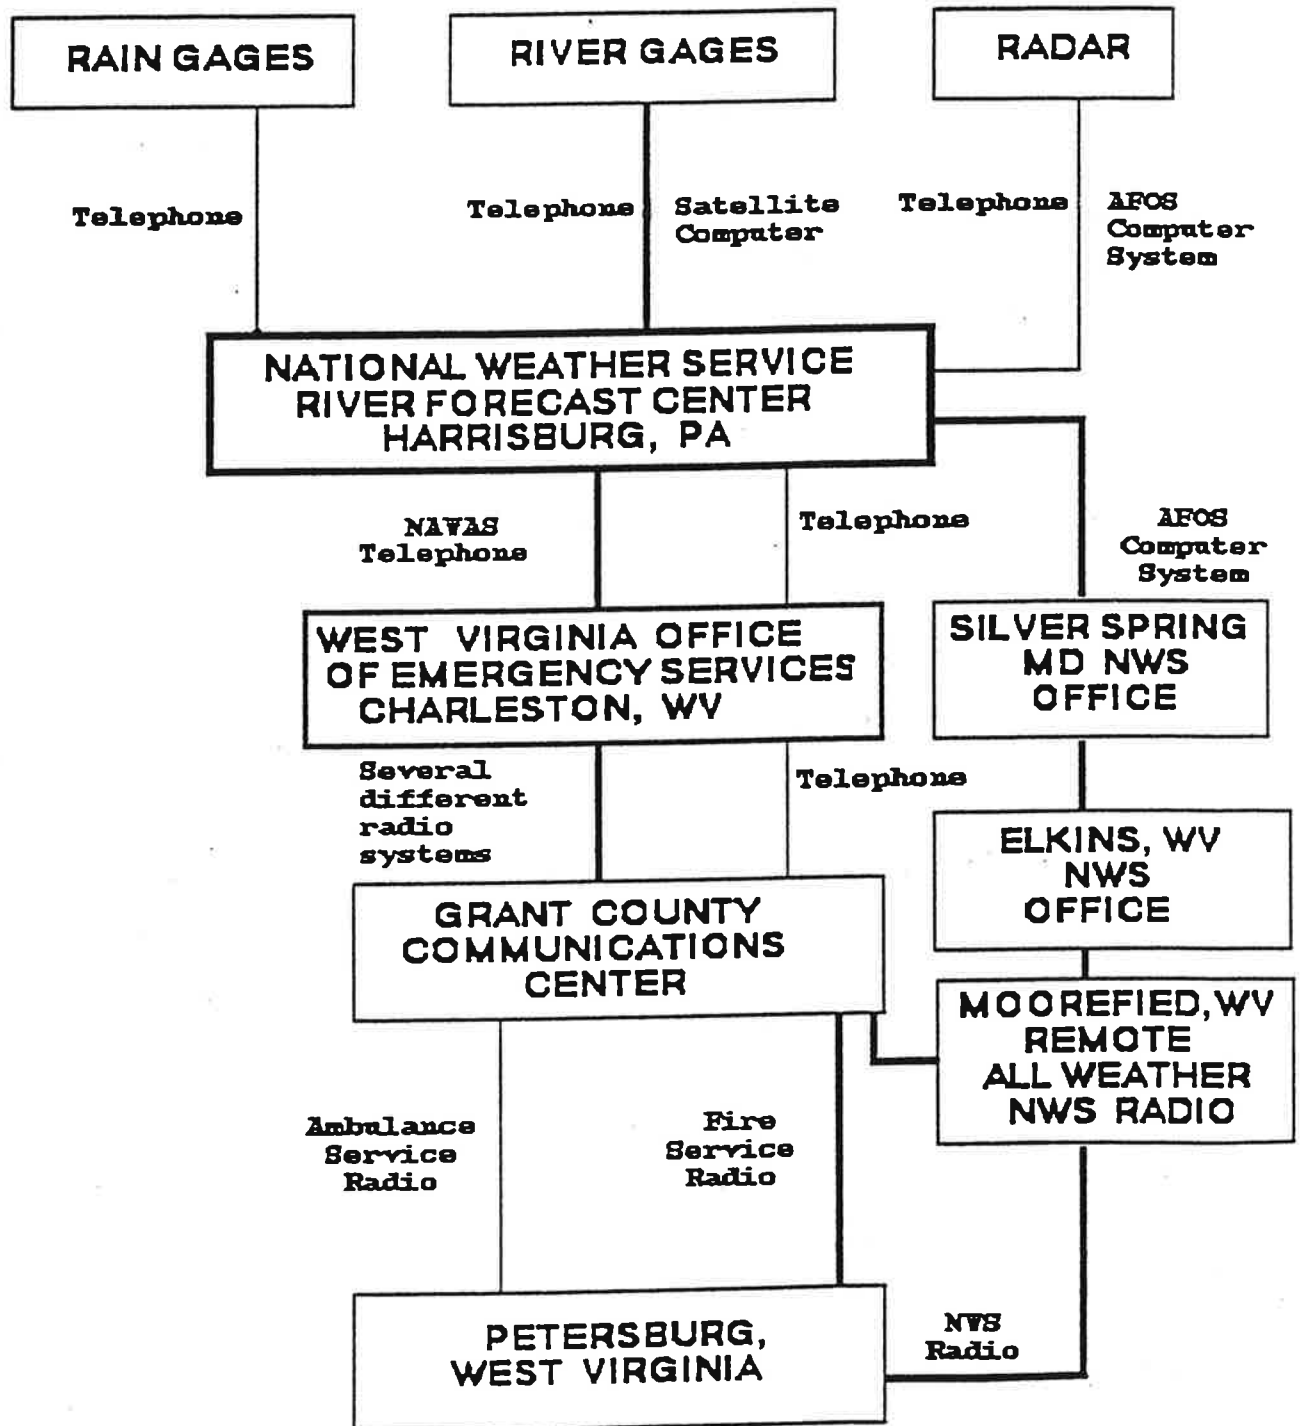 RAIN GAGES
RIVER GAGES
RADAR
Telephone
Telephone
Satellite
Computer
Telephone
AFOS
Computer
System
NATIONAL WEATHER SERVICE
RIVER FORECAST CENTER
HARRISBURG, PA
NAWAS
Telephone
Telephone
AFOS
Computer
System
WEST VIRGINIA OFFICE
OF EMERGENCY SERVICES
CHARLESTON, WV
SILVER SPRING
MD NWS
OFFICE
Several
different
radio
systems
Telephone
ELKINS, WV
NWS
OFFICE
GRANT COUNTY
COMMUNICATIONS
CENTER
MOOREFIED, WV
REMOTE
ALL WEATHER
NWS RADIO
Ambulance
Service
Radio
Fire
Service
Radio
PETERSBURG,
WEST VIRGINIA
NWS
Radio